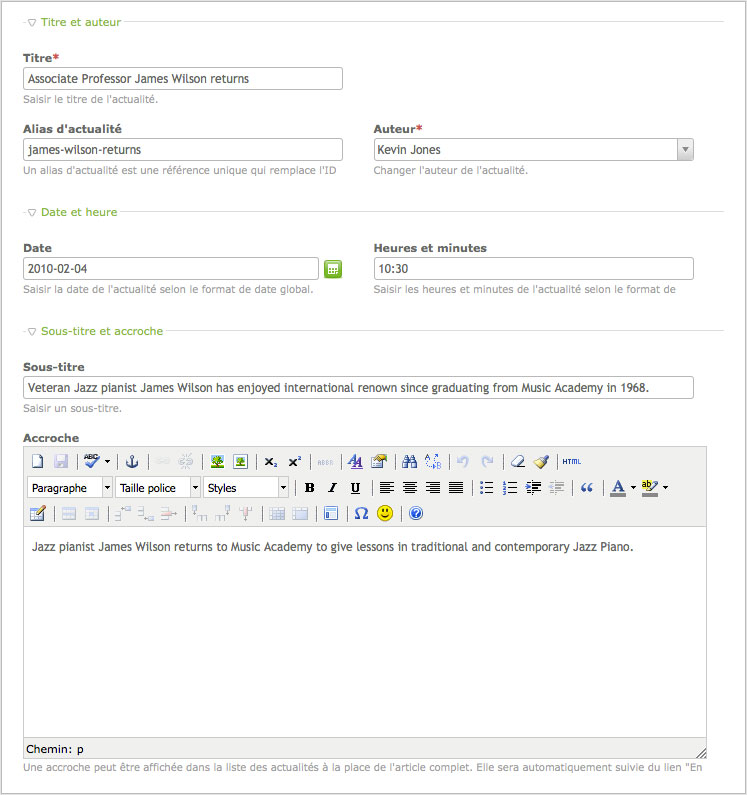 Titre et auteur
Titre*
Associate Professor James Wilson returns
Saisir le titre de l'actualité.
Alias d'actualité Auteur*
james-wilson-returns Kevin Jones
Un alias d'actualité est une référence unique qui remplace l'ID Changer l'auteur de l'actualité.
Date et heure
Date Heures et minutes
2010-02-04 10:30
Saisir la date de l'actualité selon le format de date global. Saisir les heures et minutes de l'actualité selon le format de
Sous-titre et accroche
Sous-titre
Veteran Jazz pianist James Wilson has enjoyed international renown since graduating from Music Academy in 1968.
Saisir un sous-titre.
Accroche
ABC x₂ x² ABBR AA HTML
Paragraphe Taille police Styles B I U A ab
Ω
Jazz pianist James Wilson returns to Music Academy to give lessons in traditional and contemporary Jazz Piano.
Chemin: p
Une accroche peut être affichée dans la liste des actualités à la place de l'article complet. Elle sera automatiquement suivie du lien "En